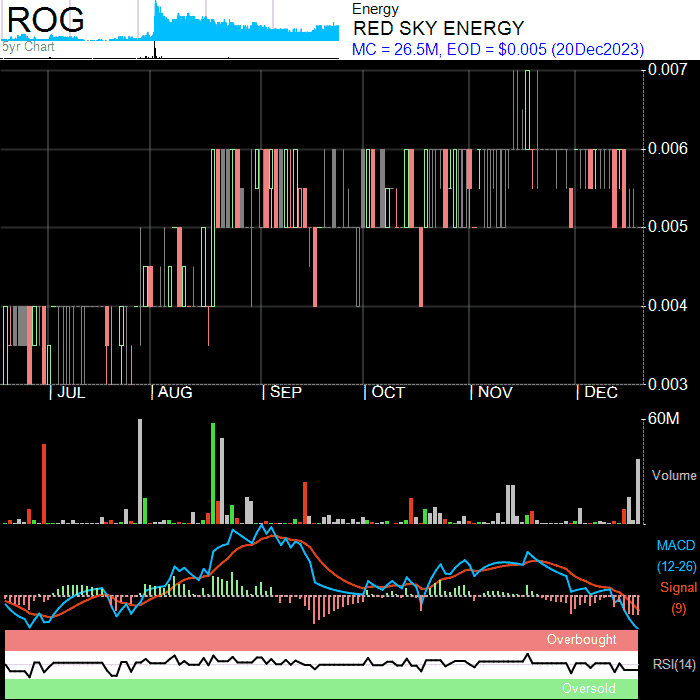 ROG
5yr Chart
Energy
RED SKY ENERGY
MC = 26.5M, EOD = $0.005 (20Dec2023)
0.007
0.006
0.005
0.004
0.003
| JUL | AUG | SEP | OCT | NOV | DEC
60M
Volume
MACD
(12-26)
Signal
(9)
Overbought
RSI(14)
Oversold